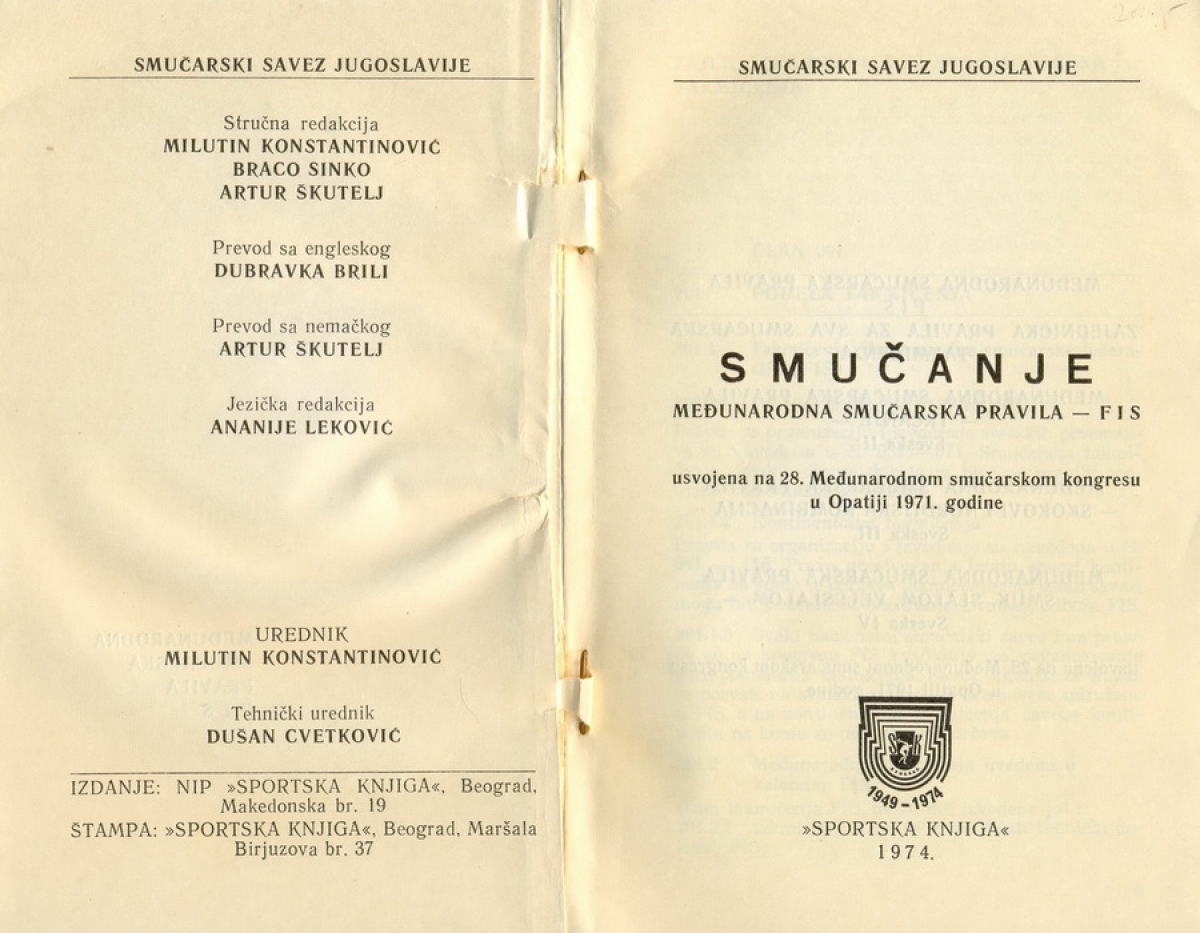 SMUČARSKI SAVEZ JUGOSLAVIJE
Stručna redakcija
MILUTIN KONSTANTINOVIĆ
BRACO SINKO
ARTUR ŠKUTELJ
Prevod sa engleskog
DUBRAVKA BRILI
Prevod sa nemačkog
ARTUR ŠKUTELJ
Jezička redakcija
ANANIJE LEKOVIĆ
UREDNIK
MILUTIN KONSTANTINOVIĆ
Tehnički urednik
DUŠAN CVETKOVIĆ
IZDANJE: NIP »SPORTSKA KNJIGA«, Beograd,
Makedonska br. 19
ŠTAMPA: »SPORTSKA KNJIGA«, Beograd, Maršala
Birjuzova br. 37
SMUČARSKI SAVEZ JUGOSLAVIJE
SMUČANJE
MEĐUNARODNA SMUČARSKA PRAVILA — FIS
usvojena na 28. Međunarodnom smučarskom kongresu
u Opatiji 1971. godine
1949-1974
»SPORTSKA KNJIGA«
1974.